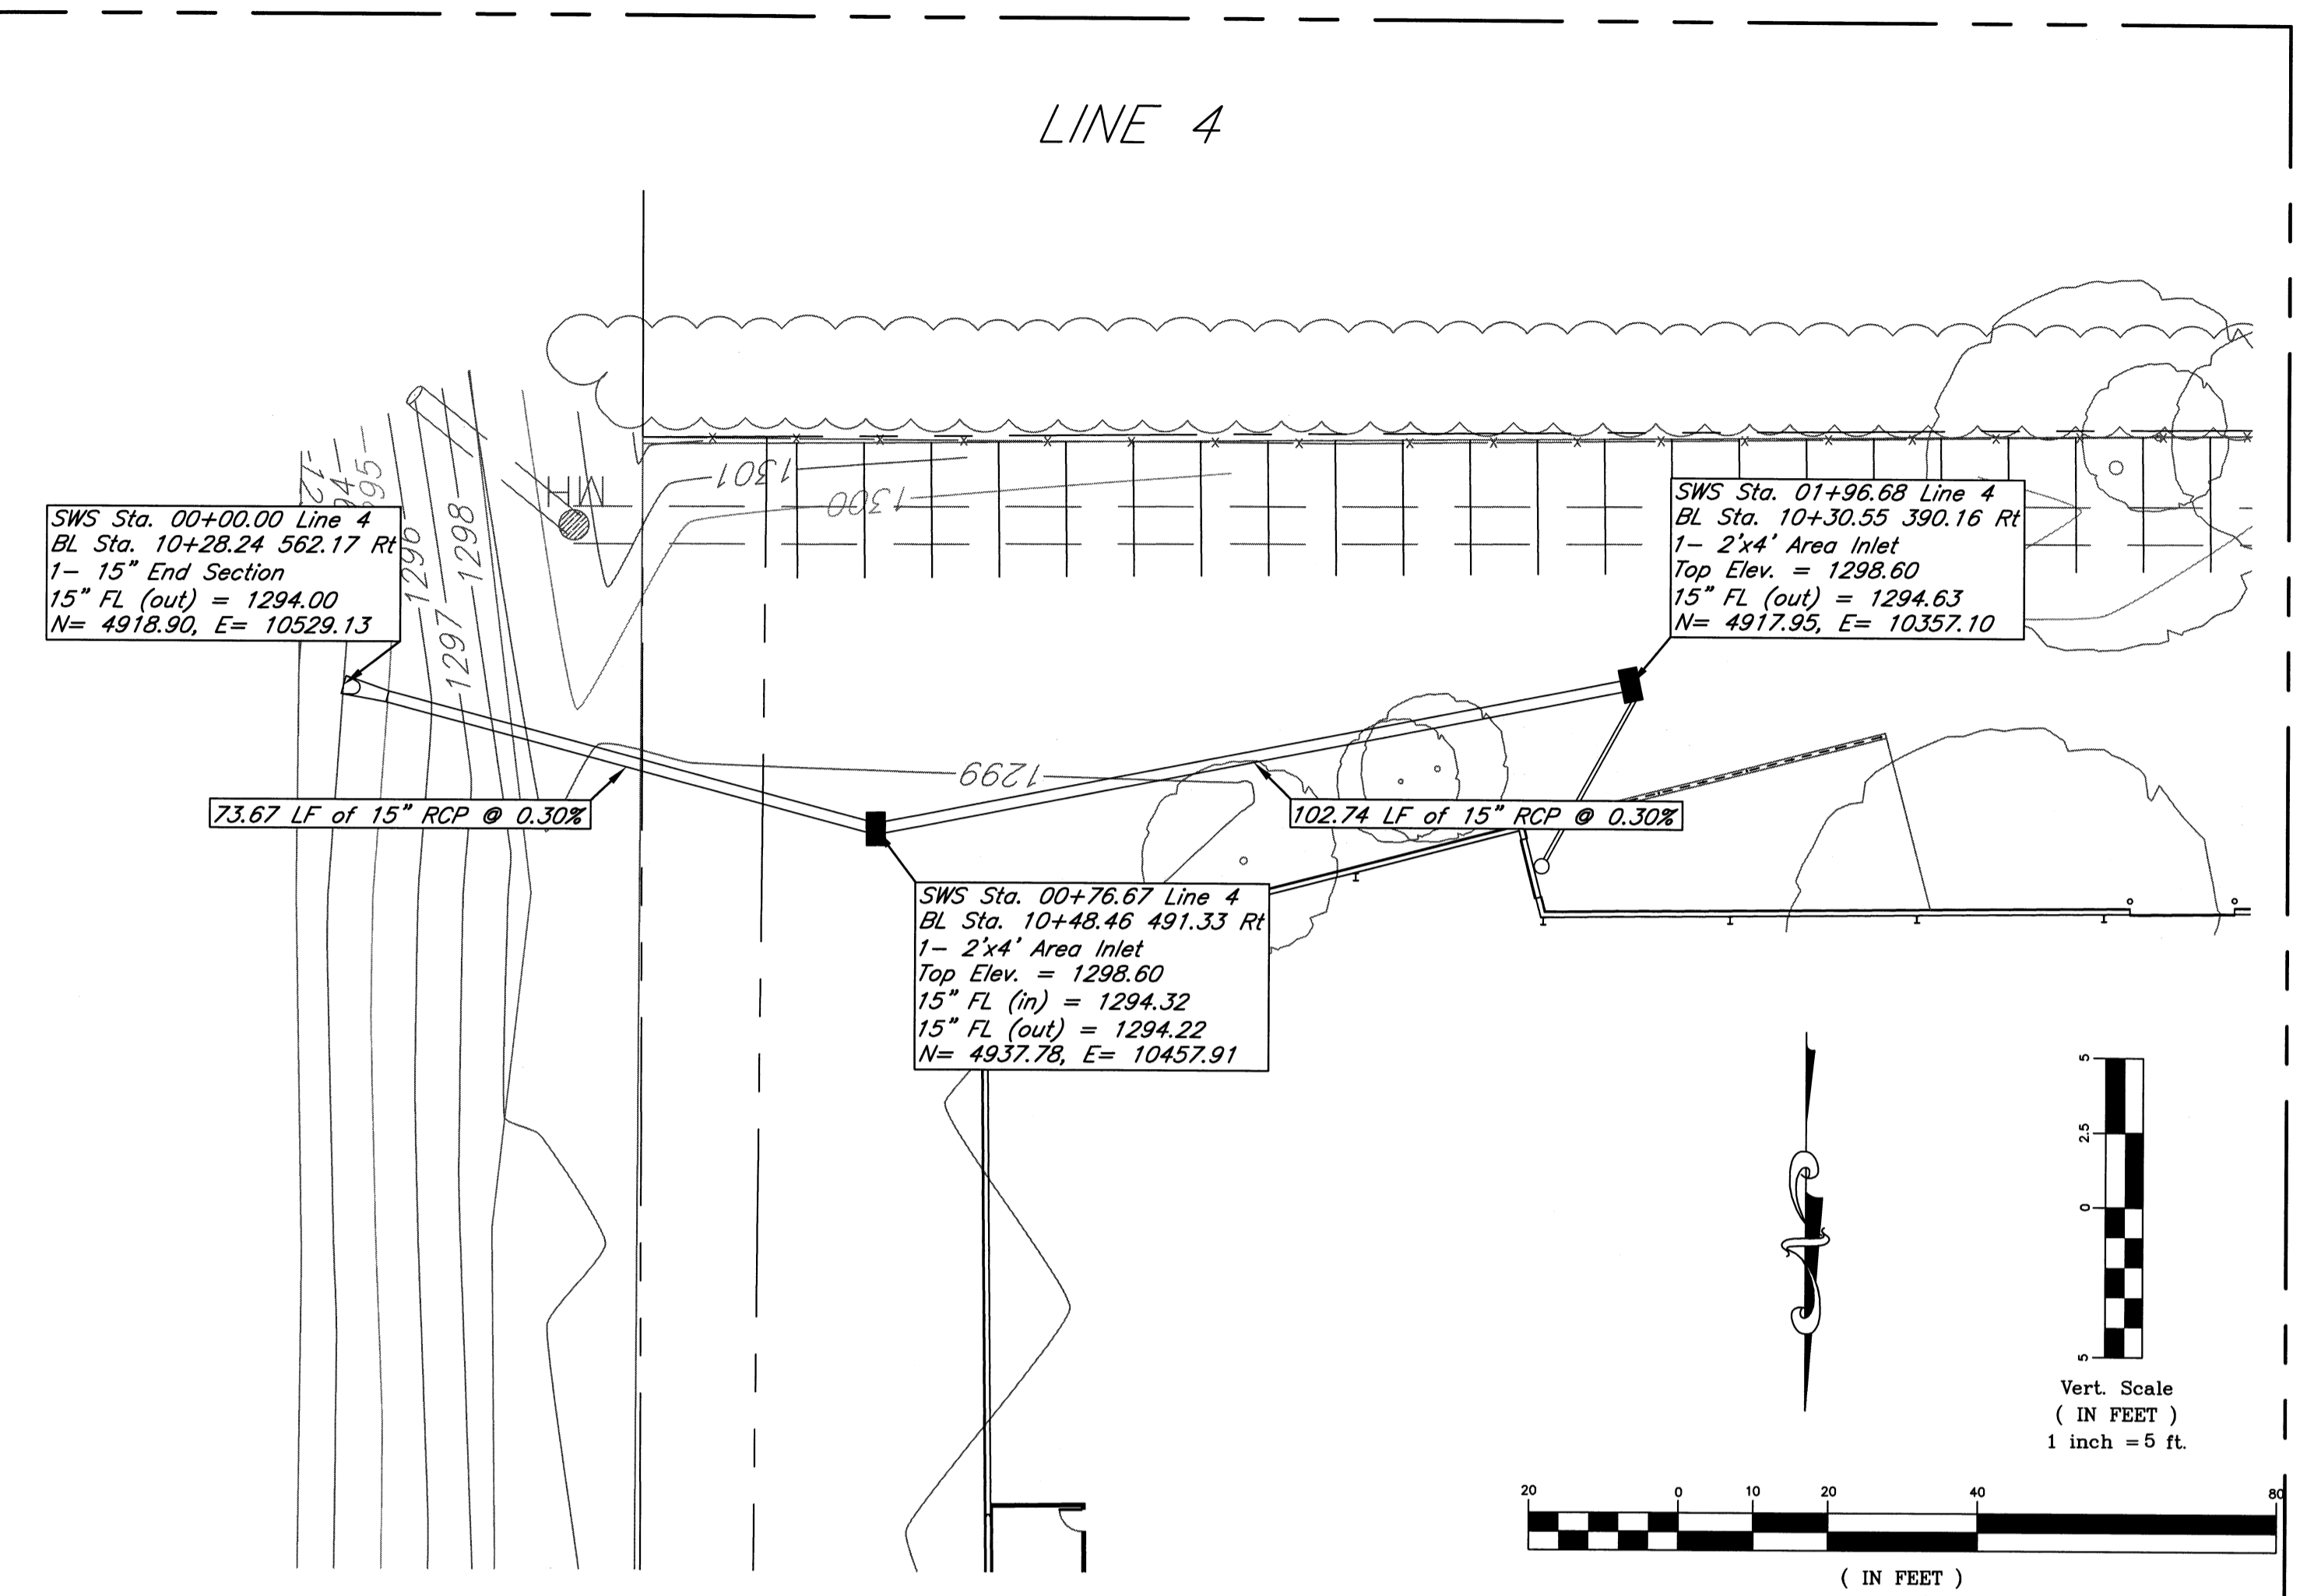 LINE 4
MH
1301
1300
1296
1298
1297
1299
SWS Sta. 00+00.00 Line 4
BL Sta. 10+28.24 562.17 Rt
1- 15" End Section
15" FL (out) = 1294.00
N= 4918.90, E= 10529.13
SWS Sta. 01+96.68 Line 4
BL Sta. 10+30.55 390.16 Rt
1- 2'x4' Area Inlet
Top Elev. = 1298.60
15" FL (out) = 1294.63
N= 4917.95, E= 10357.10
73.67 LF of 15" RCP @ 0.30%
102.74 LF of 15" RCP @ 0.30%
SWS Sta. 00+76.67 Line 4
BL Sta. 10+48.46 491.33 Rt
1- 2'x4' Area Inlet
Top Elev. = 1298.60
15" FL (in) = 1294.32
15" FL (out) = 1294.22
N= 4937.78, E= 10457.91
5
2.5
0
5
Vert. Scale
( IN FEET )
1 inch = 5 ft.
20 0 10 20 40 80
( IN FEET )